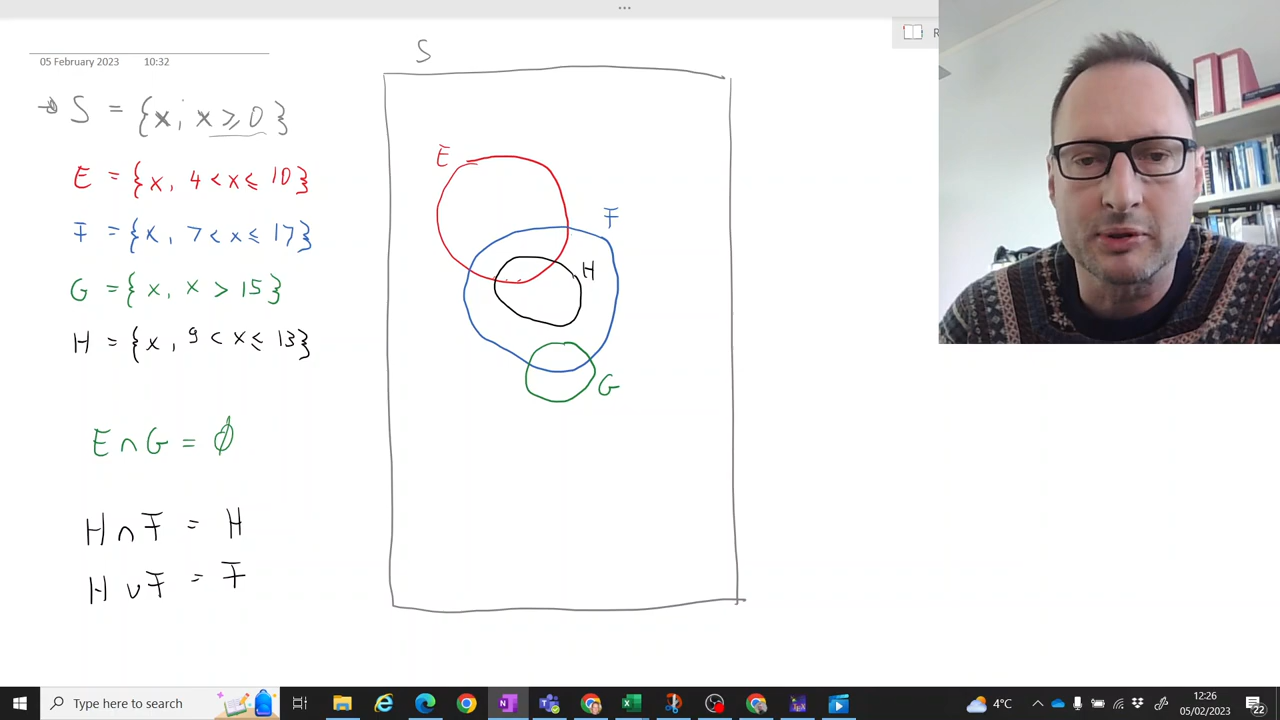 S
05 February 2023 10:32
S = {x; x ≥ 0}
E = {x, 4 < x ≤ 10}
F = {x, 7 < x ≤ 17}
G = {x, x > 15}
H = {x, 9 < x ≤ 13}
E
F
H
G
E ∩ G = ∅
H ∩ F = H
H ∪ F = F
Type here to search
4°C
12:26
05/02/2023
22